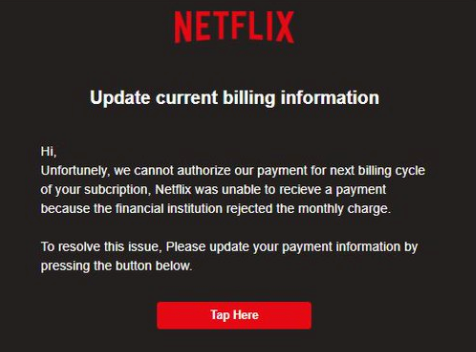 NETFLIX
Update current billing information
Hi,
Unfortunely, we cannot authorize our payment for next billing cycle
of your subcription, Netflix was unable to recieve a payment
because the financial institution rejected the monthly charge.
To resolve this issue, Please update your payment information by
pressing the button below.
Tap Here